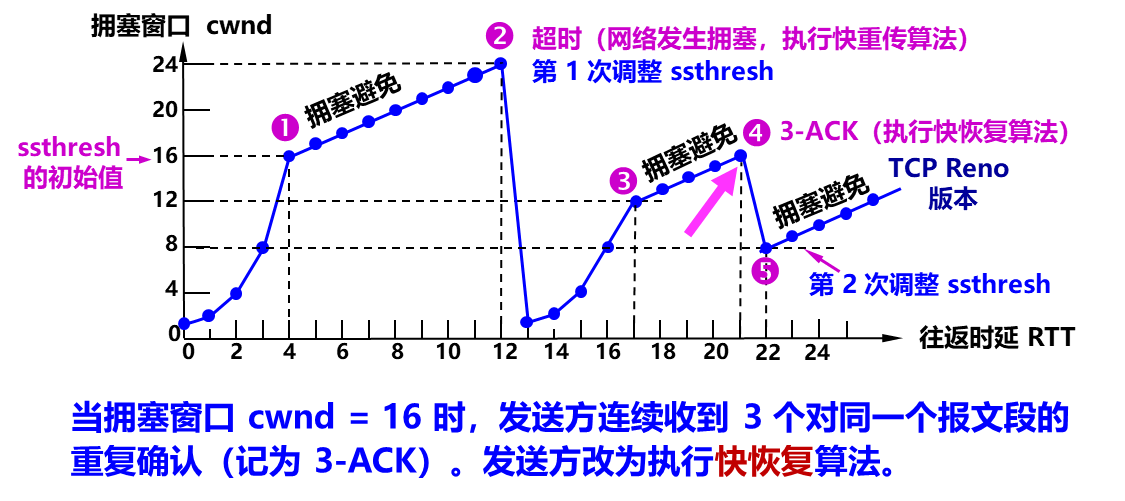 拥塞窗口 cwnd
❷ 超时（网络发生拥塞，执行快重传算法）
第 1 次调整 ssthresh
24
20
16
12
8
4
0
ssthresh
的初始值
❶
拥塞避免
❸
拥塞避免
❹ 3-ACK（执行快恢复算法）
TCP Reno
版本
拥塞避免
❺
第 2 次调整 ssthresh
0 2 4 6 8 10 12 14 16 18 20 22 24
往返时延 RTT
当拥塞窗口 cwnd = 16 时，发送方连续收到 3 个对同一个报文段的
重复确认（记为 3-ACK）。发送方改为执行快恢复算法。